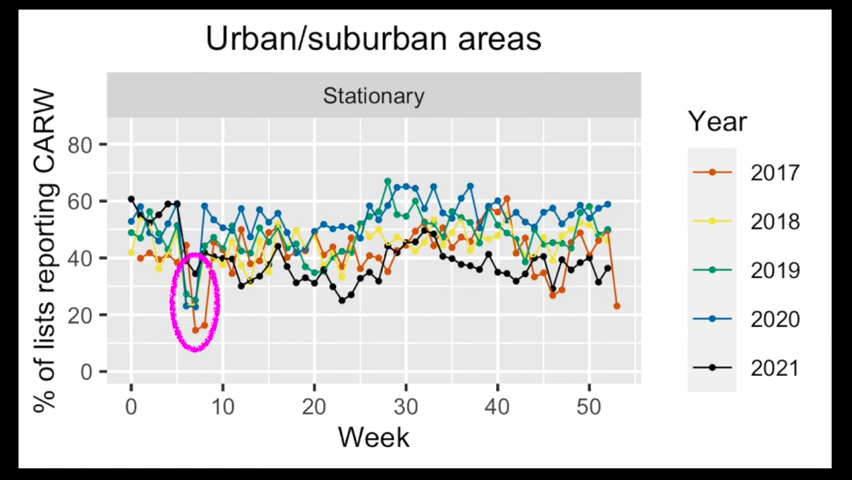 Urban/suburban areas
Stationary
% of lists reporting CARW
80
60
40
20
0
0 10 20 30 40 50
Week
Year
2017
2018
2019
2020
2021